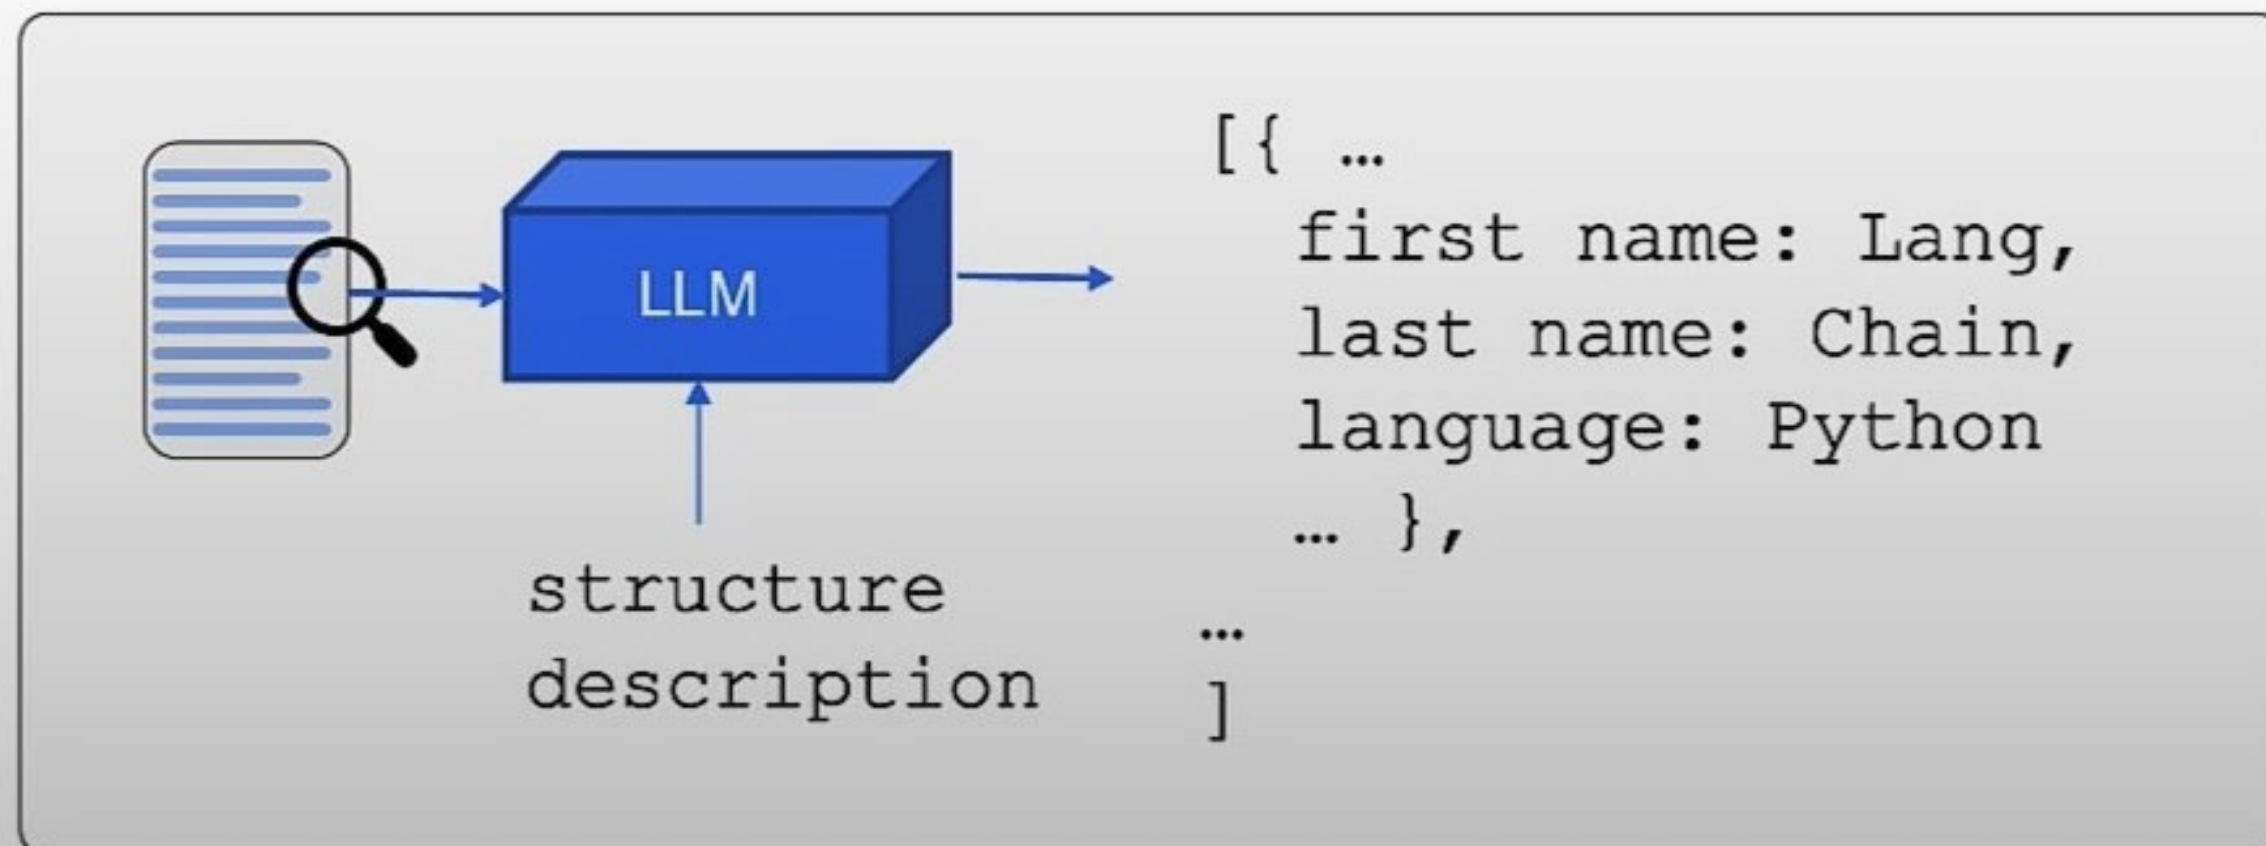 LLM
structure
description
[{ …
first name: Lang,
last name: Chain,
language: Python
… },
…
]